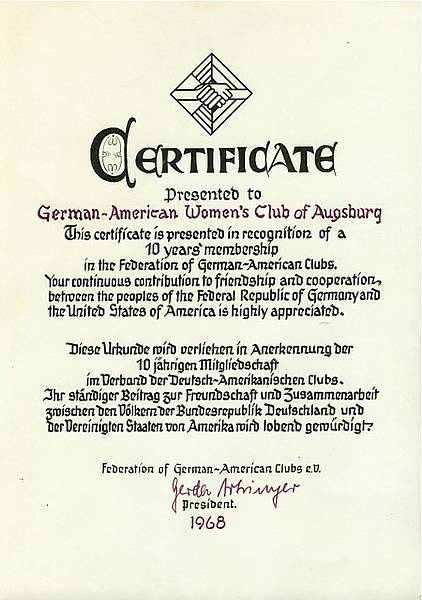 CERTIFICATE
Presented to
German-American Women's Club of Augsburg
This certificate is presented in recognition of a
10 years' membership
in the Federation of German-American Clubs.
Your continuous contribution to friendship and cooperation,
between the peoples of the Federal Republic of Germany and
the United States of America is highly appreciated.
Diese Urkunde wird verliehen in Anerkennung der
10 jährigen Mitgliedschaft
im Verband der Deutsch-Amerikanischen Clubs.
Ihr ständiger Beitrag zur Freundschaft und Zusammenarbeit
zwischen den Völkern der Bundesrepublik Deutschland und
der Vereinigten Staaten von Amerika wird lobend gewürdigt.
Federation of German-American Clubs e.V.
Gerda
President.
1968